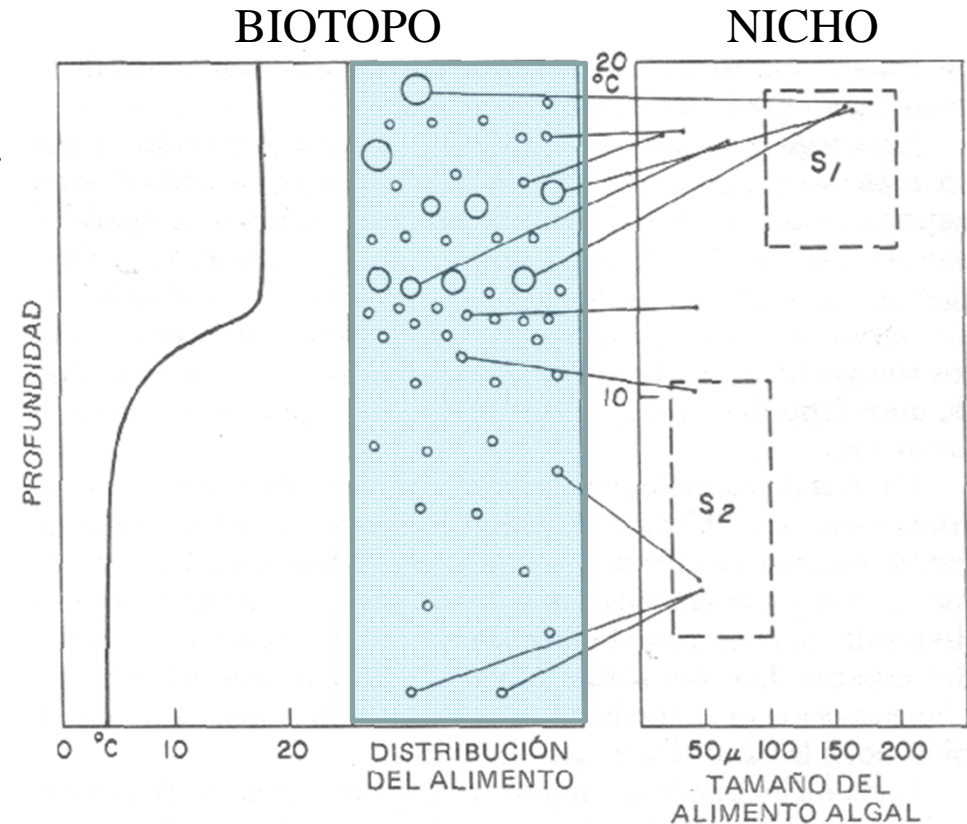 BIOTOPO
NICHO
PROFUNDIDAD
0 °C 10 20
DISTRIBUCIÓN
DEL ALIMENTO
20
°C
10
S1
S2
50μ 100 150 200
TAMAÑO DEL
ALIMENTO ALGAL